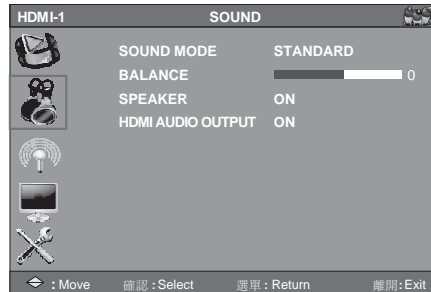 HDMI-1 SOUND
SOUND MODE STANDARD
BALANCE 0
SPEAKER ON
HDMI AUDIO OUTPUT ON
: Move 確認 : Select 選單 : Return 離開 : Exit